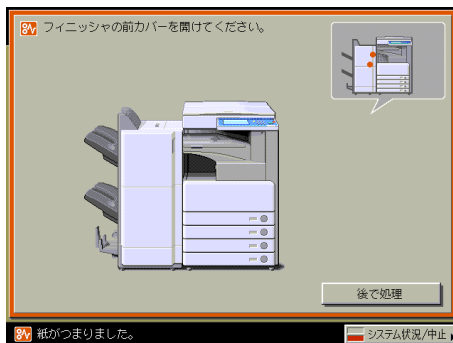 フィニッシャの前カバーを開けてください。
後で処理
紙がつまりました。
システム状況/中止